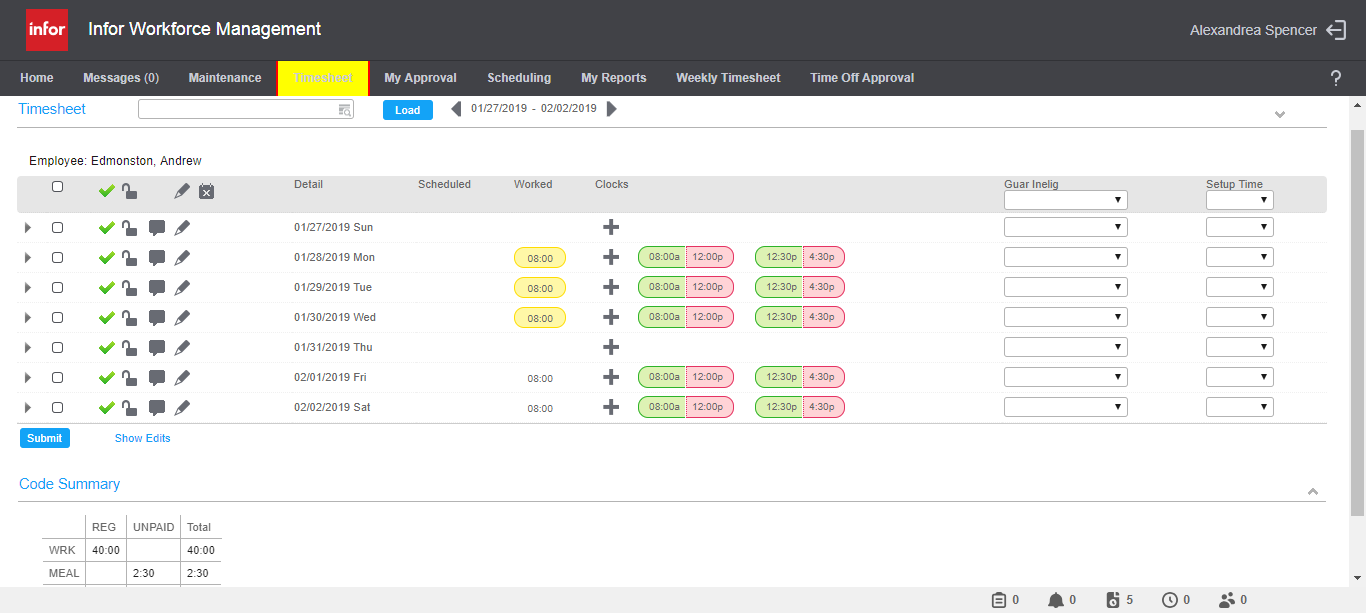 infor Infor Workforce Management Alexandrea Spencer
Home Messages (0) Maintenance Timesheet My Approval Scheduling My Reports Weekly Timesheet Time Off Approval ?
Timesheet Load 01/27/2019 - 02/02/2019
Employee: Edmonston, Andrew
Detail Scheduled Worked Clocks Guar Inelig Setup Time
01/27/2019 Sun
01/28/2019 Mon 08:00 08:00a 12:00p 12:30p 4:30p
01/29/2019 Tue 08:00 08:00a 12:00p 12:30p 4:30p
01/30/2019 Wed 08:00 08:00a 12:00p 12:30p 4:30p
01/31/2019 Thu
02/01/2019 Fri 08:00 08:00a 12:00p 12:30p 4:30p
02/02/2019 Sat 08:00 08:00a 12:00p 12:30p 4:30p
Submit Show Edits
Code Summary
REG UNPAID Total
WRK 40:00 40:00
MEAL 2:30 2:30
0 0 5 0 0